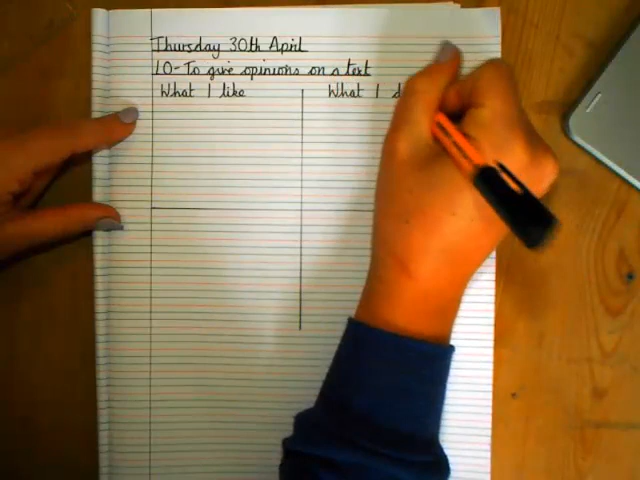 Thursday 30th April
LO-To give opinions on a text
What I like
What I d